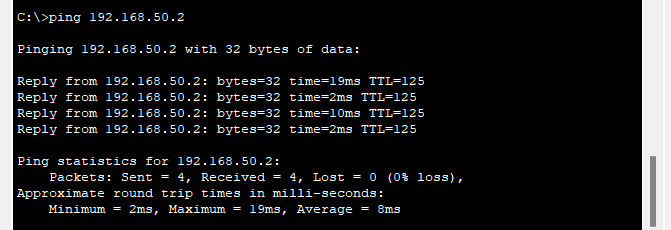 C:\>ping 192.168.50.2
Pinging 192.168.50.2 with 32 bytes of data:
Reply from 192.168.50.2: bytes=32 time=19ms TTL=125
Reply from 192.168.50.2: bytes=32 time=2ms TTL=125
Reply from 192.168.50.2: bytes=32 time=10ms TTL=125
Reply from 192.168.50.2: bytes=32 time=2ms TTL=125
Ping statistics for 192.168.50.2:
Packets: Sent = 4, Received = 4, Lost = 0 (0% loss),
Approximate round trip times in milli-seconds:
Minimum = 2ms, Maximum = 19ms, Average = 8ms